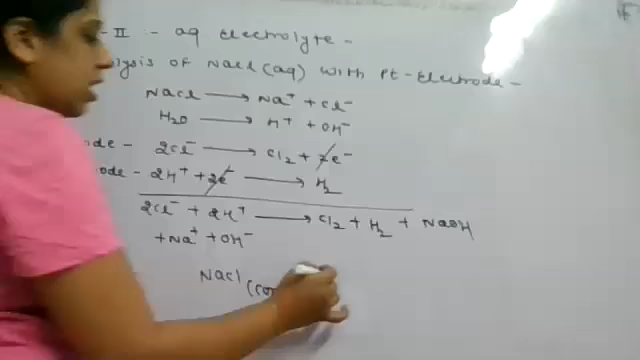 -II :- aq Electrolyte -
lysis of NaCl(aq) with Pt-Electrode -
NaCl ⟶ Na⁺ + Cl⁻
H₂O ⟶ H⁺ + OH⁻
ode - 2Cl⁻ ⟶ Cl₂ + 2e⁻
ode - 2H⁺ + 2e⁻ ⟶ H₂
2Cl⁻ + 2H⁺ ⟶ Cl₂ + H₂ + NaOH
+ Na⁺ + OH⁻
NaCl (con